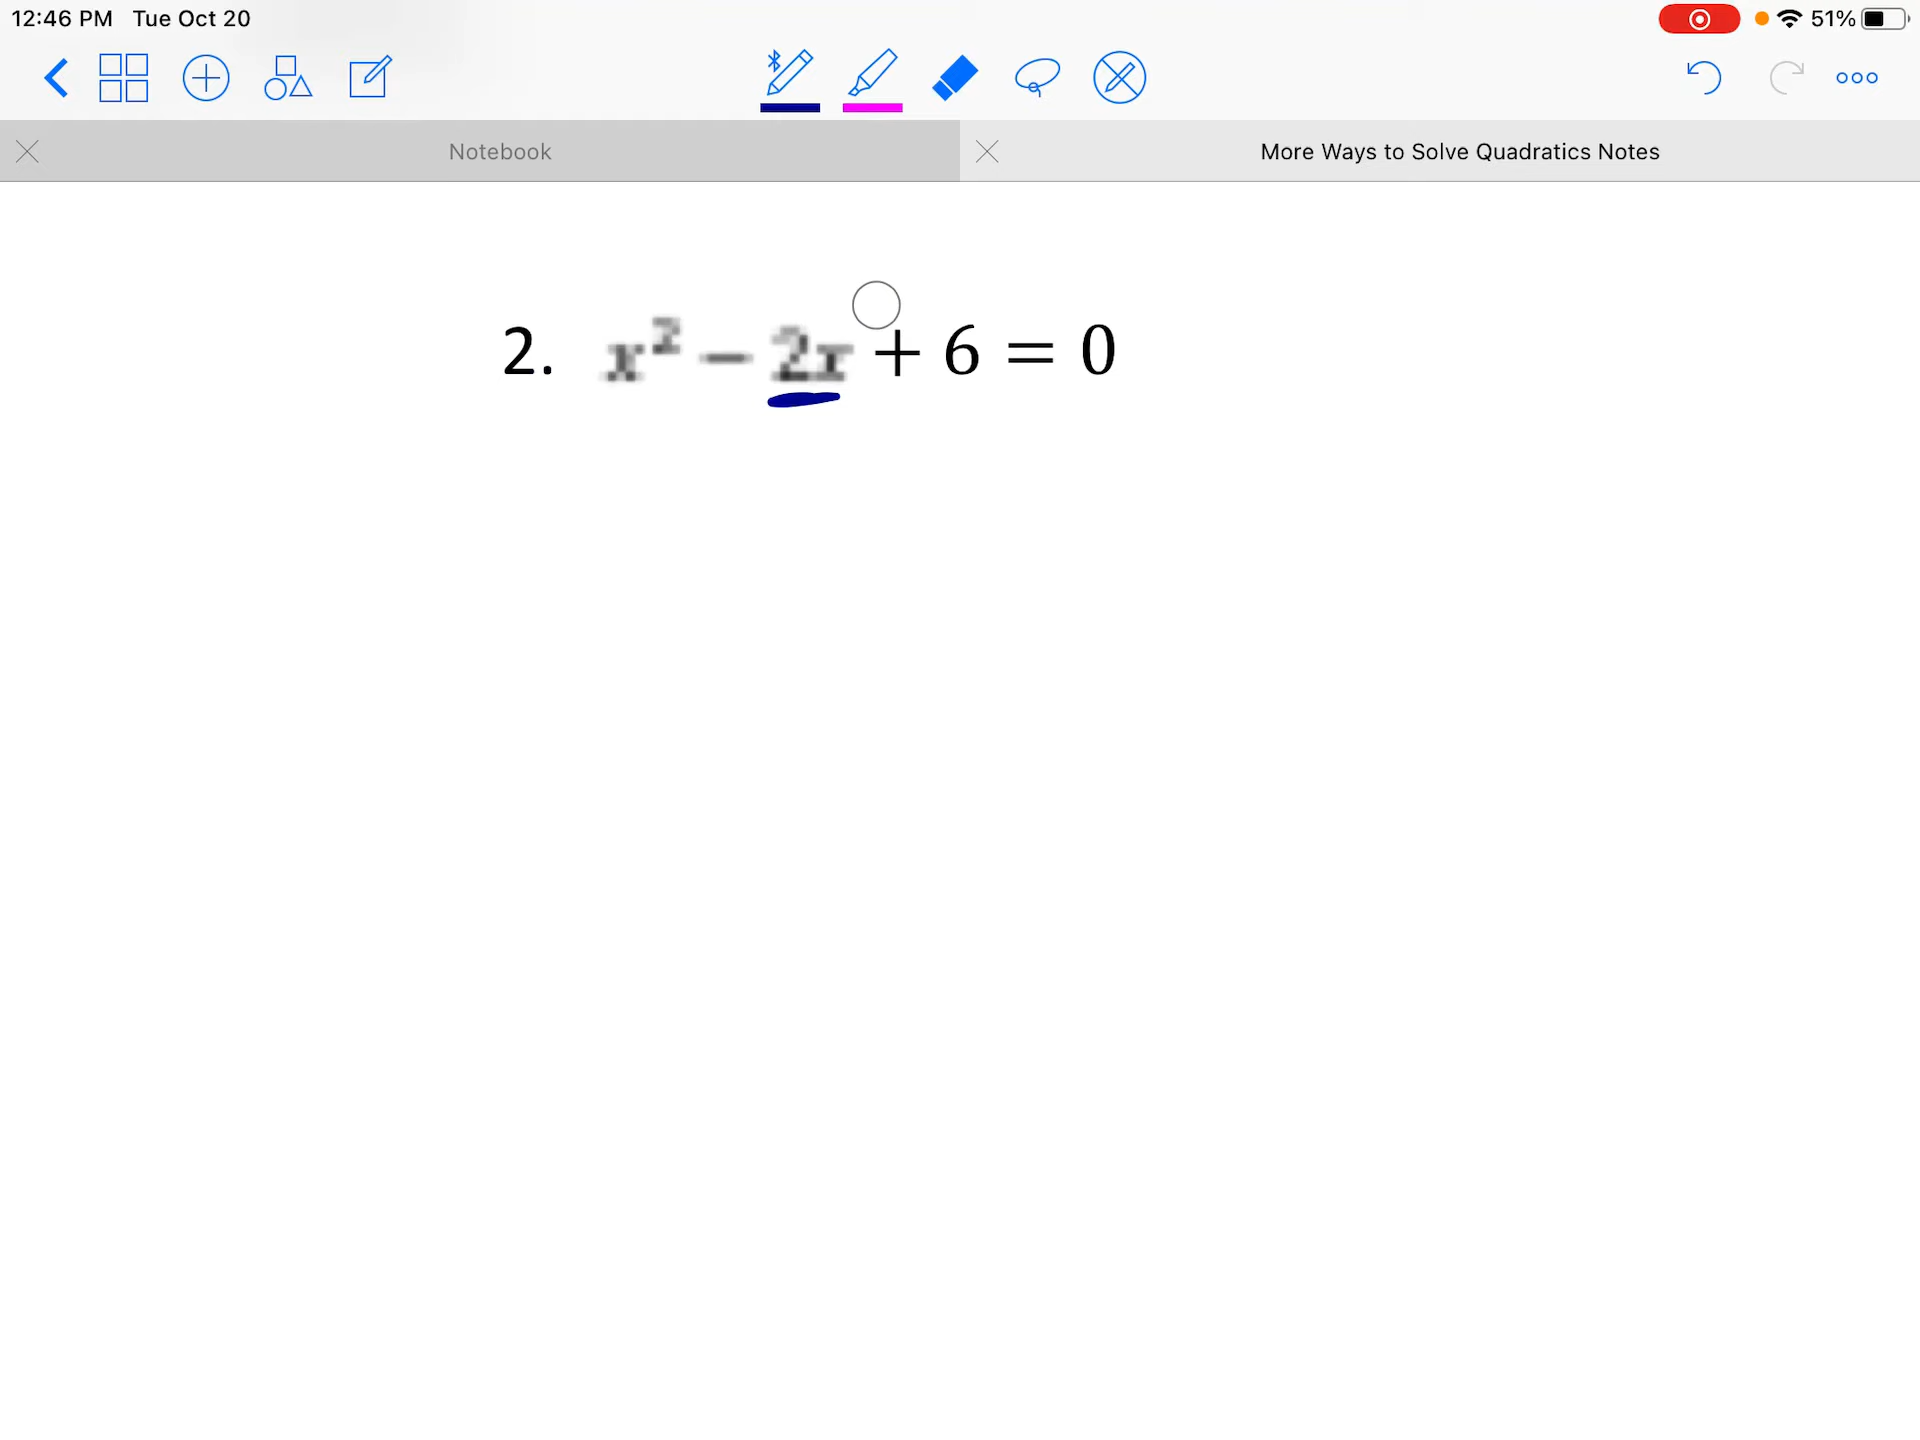 12:46 PM Tue Oct 20 51%
Notebook
More Ways to Solve Quadratics Notes
2. x² − 2x + 6 = 0